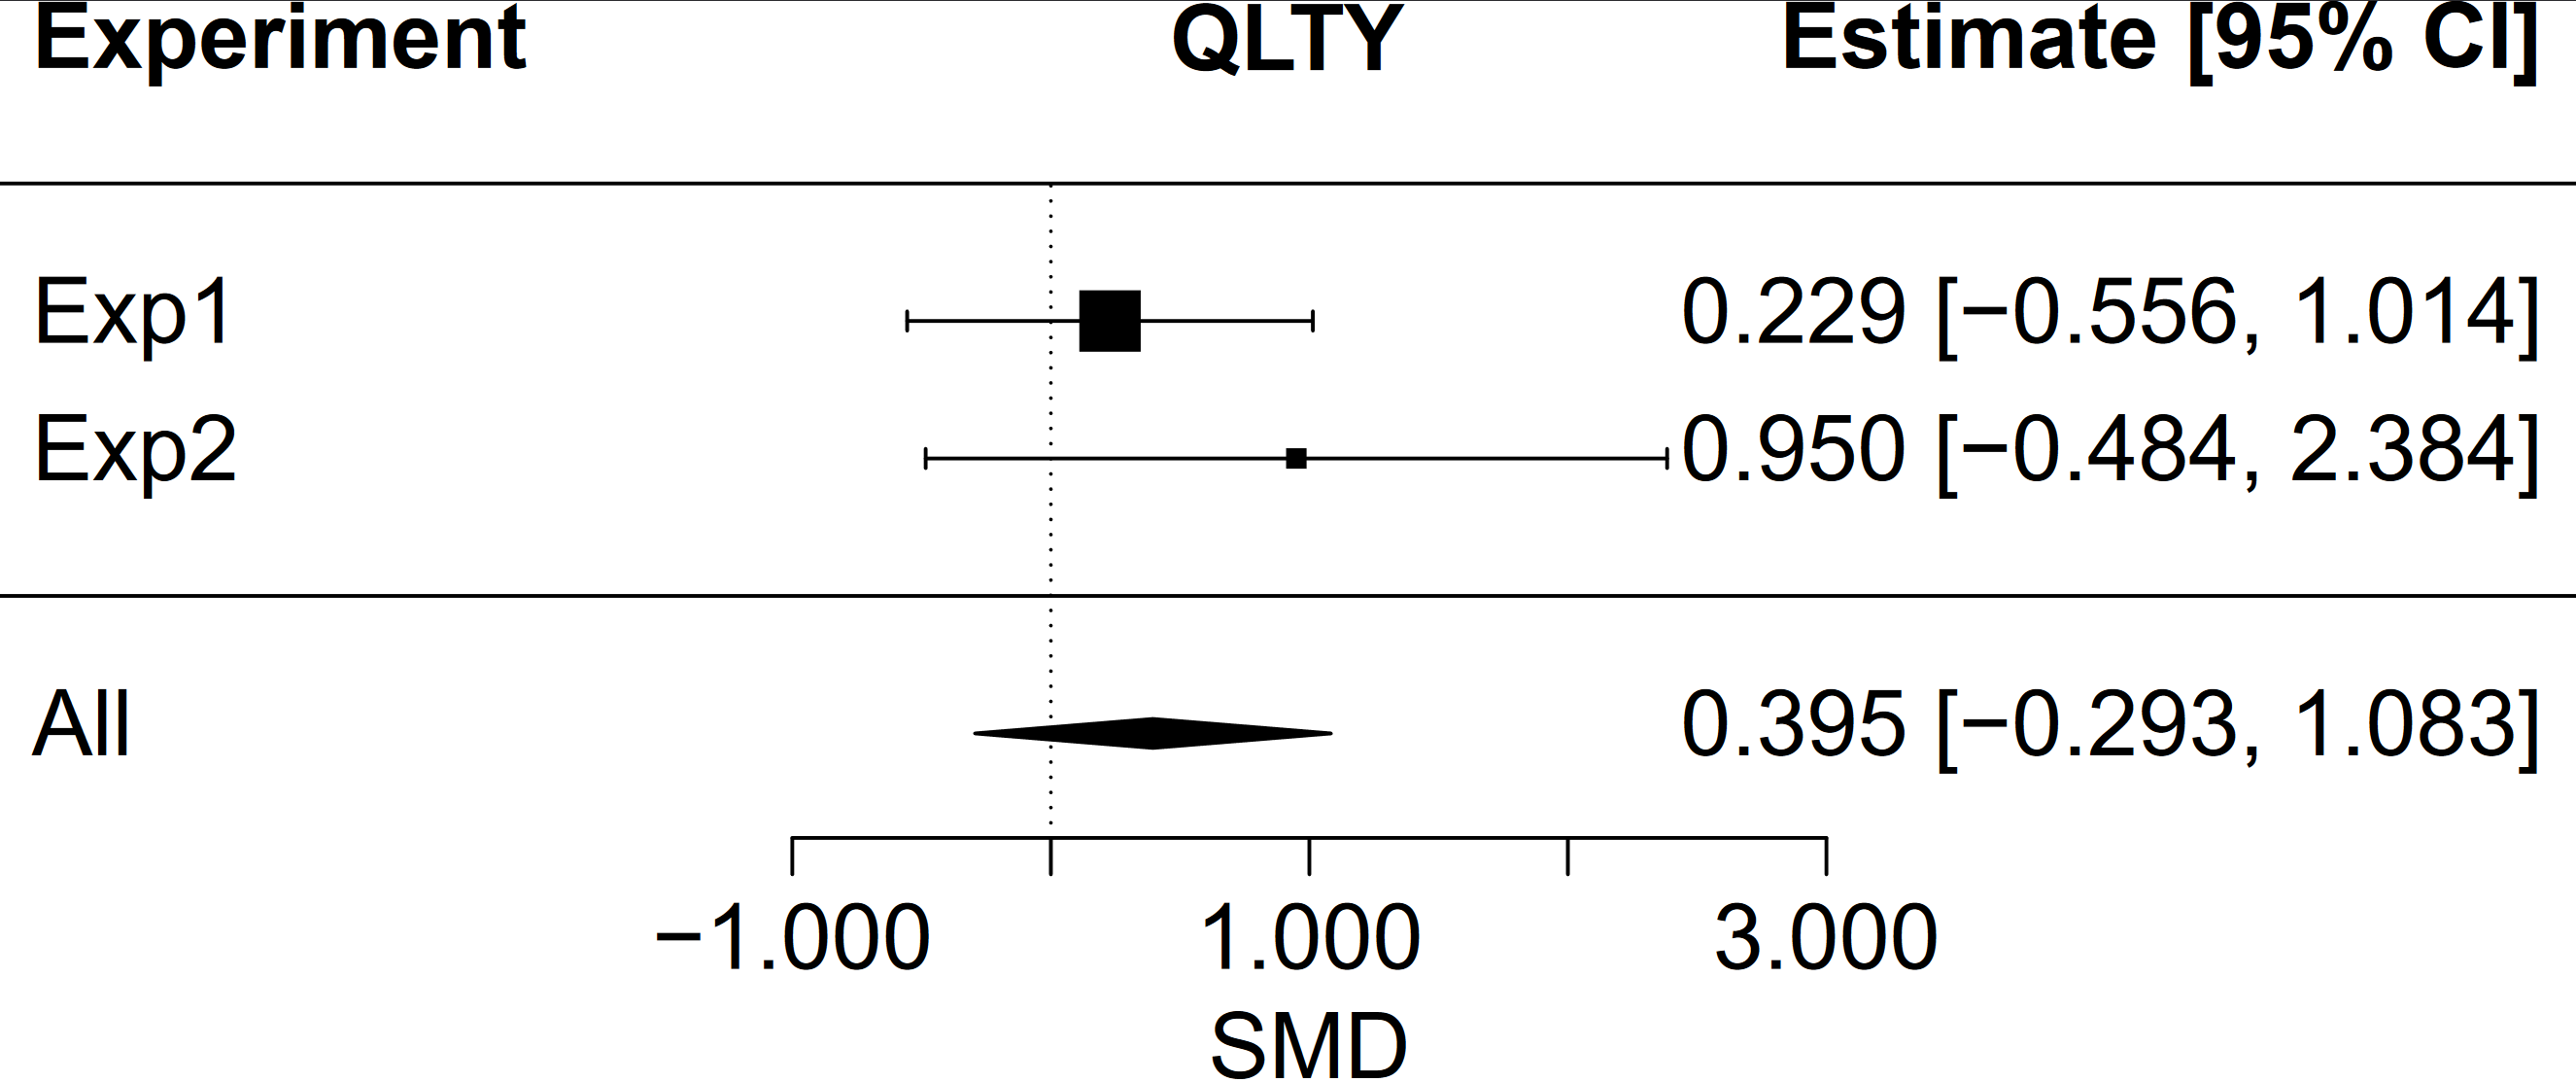 Experiment QLTY Estimate [95% CI]
Exp1 0.229 [−0.556, 1.014]
Exp2 0.950 [−0.484, 2.384]
All 0.395 [−0.293, 1.083]
−1.000 1.000 3.000
SMD